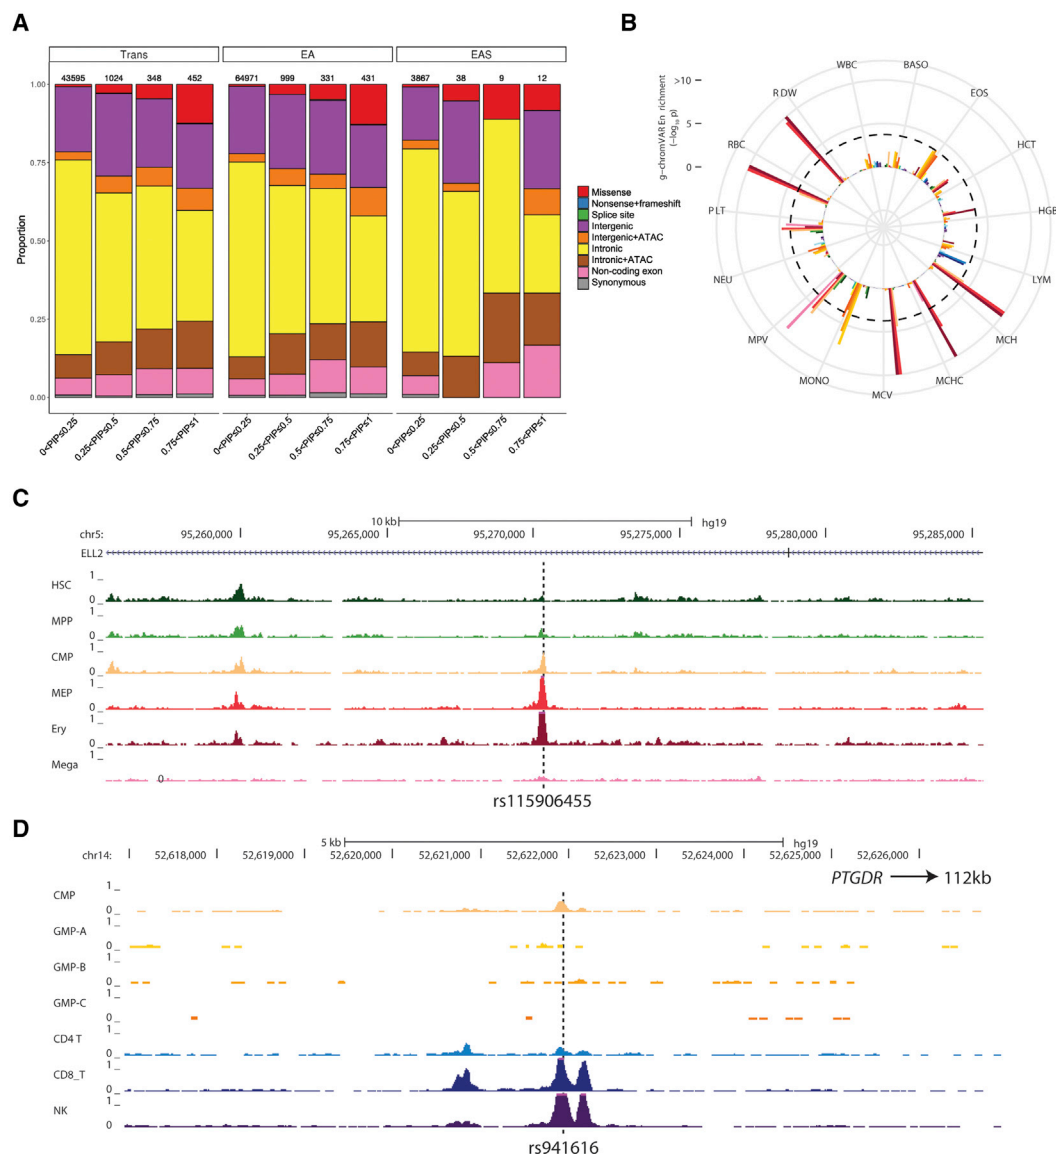 A
B
Trans EA EAS
43595 1024 348 452 64971 999 331 431 3867 38 9 12
1.00
0.75
0.50
0.25
0.00
Proportion
0<PIP≤0.25 0.25<PIP≤0.5 0.5<PIP≤0.75 0.75<PIP≤1 0<PIP≤0.25 0.25<PIP≤0.5 0.5<PIP≤0.75 0.75<PIP≤1 0<PIP≤0.25 0.25<PIP≤0.5 0.5<PIP≤0.75 0.75<PIP≤1
Missense
Nonsense+frameshift
Splice site
Intergenic
Intergenic+ATAC
Intronic
Intronic+ATAC
Non-coding exon
Synonymous
g-chromVAR En richment
(−log₁₀ p)
>10
5
0
WBC
BASO
EOS
HCT
HGB
LYM
MCH
MCHC
MCV
MONO
MPV
NEU
PLT
RBC
RDW
C
10 kb hg19
chr5: 95,260,000 95,265,000 95,270,000 95,275,000 95,280,000 95,285,000
ELL2
HSC 1 0
MPP 1 0
CMP 1 0
MEP 1 0
Ery 1 0
Mega 1 0
rs115906455
D
5 kb hg19
chr14: 52,618,000 52,619,000 52,620,000 52,621,000 52,622,000 52,623,000 52,624,000 52,625,000 52,626,000
PTGDR → 112kb
CMP 1 0
GMP-A 1 0
GMP-B 1 0
GMP-C 1 0
CD4 T 1 0
CD8_T 1 0
NK 1 0
rs941616